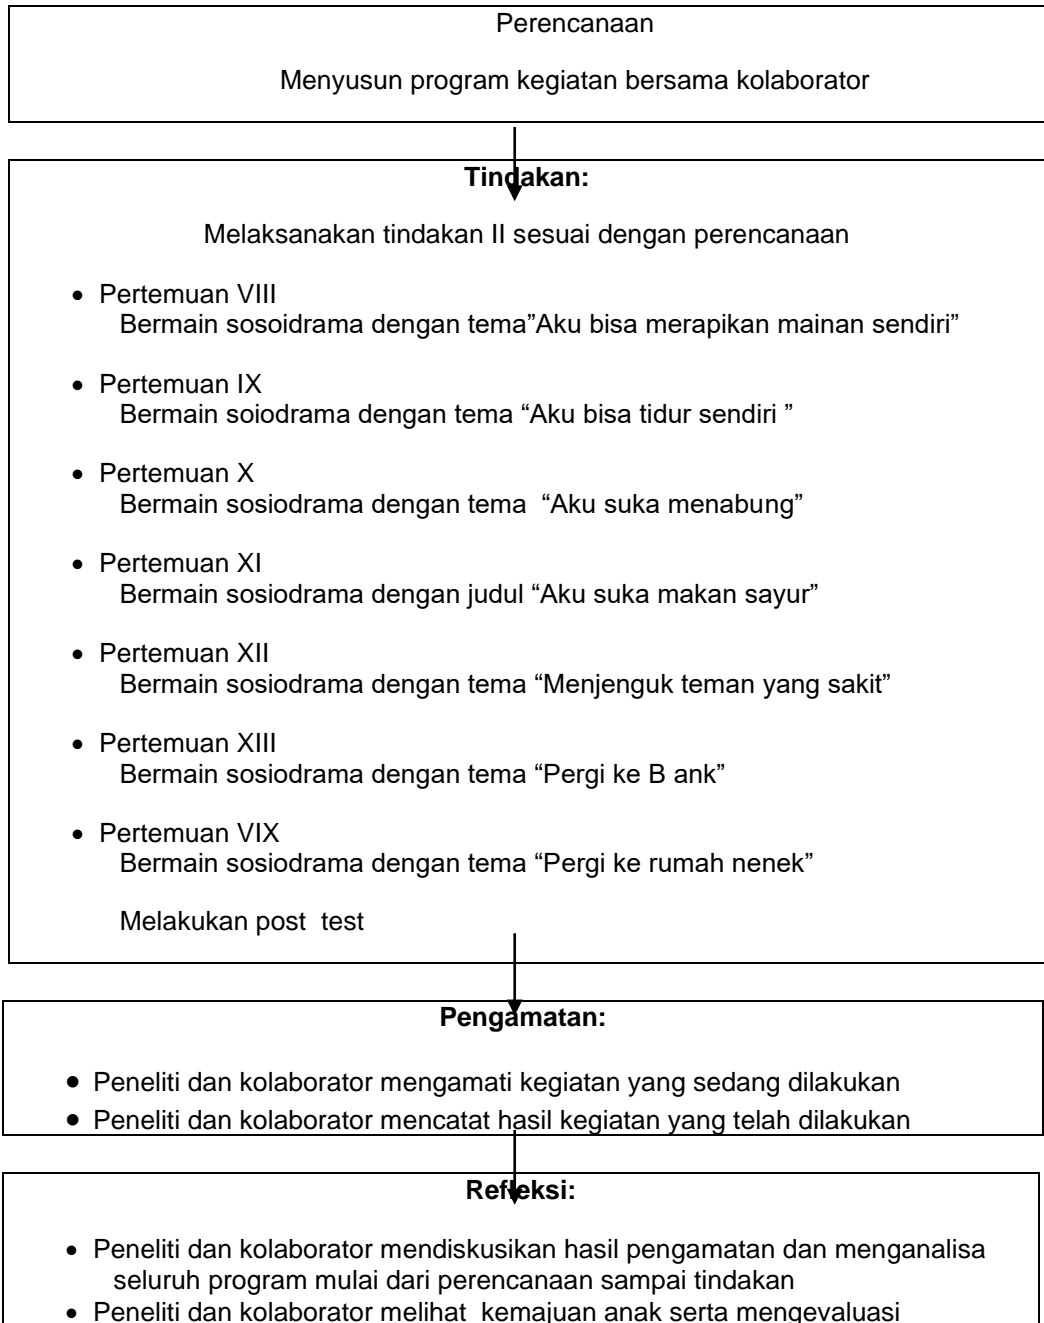 Perencanaan
Menyusun program kegiatan bersama kolaborator
Tindakan:
Melaksanakan tindakan II sesuai dengan perencanaan
• Pertemuan VIII
Bermain sosoidrama dengan tema”Aku bisa merapikan mainan sendiri”
• Pertemuan IX
Bermain soiodrama dengan tema “Aku bisa tidur sendiri ”
• Pertemuan X
Bermain sosiodrama dengan tema  “Aku suka menabung”
• Pertemuan XI
Bermain sosiodrama dengan judul “Aku suka makan sayur”
• Pertemuan XII
Bermain sosiodrama dengan tema “Menjenguk teman yang sakit”
• Pertemuan XIII
Bermain sosiodrama dengan tema “Pergi ke B ank”
• Pertemuan VIX
Bermain sosiodrama dengan tema “Pergi ke rumah nenek”
Melakukan post  test
Pengamatan:
• Peneliti dan kolaborator mengamati kegiatan yang sedang dilakukan
• Peneliti dan kolaborator mencatat hasil kegiatan yang telah dilakukan
Refleksi:
• Peneliti dan kolaborator mendiskusikan hasil pengamatan dan menganalisa
seluruh program mulai dari perencanaan sampai tindakan
• Peneliti dan kolaborator melihat  kemajuan anak serta mengevaluasi